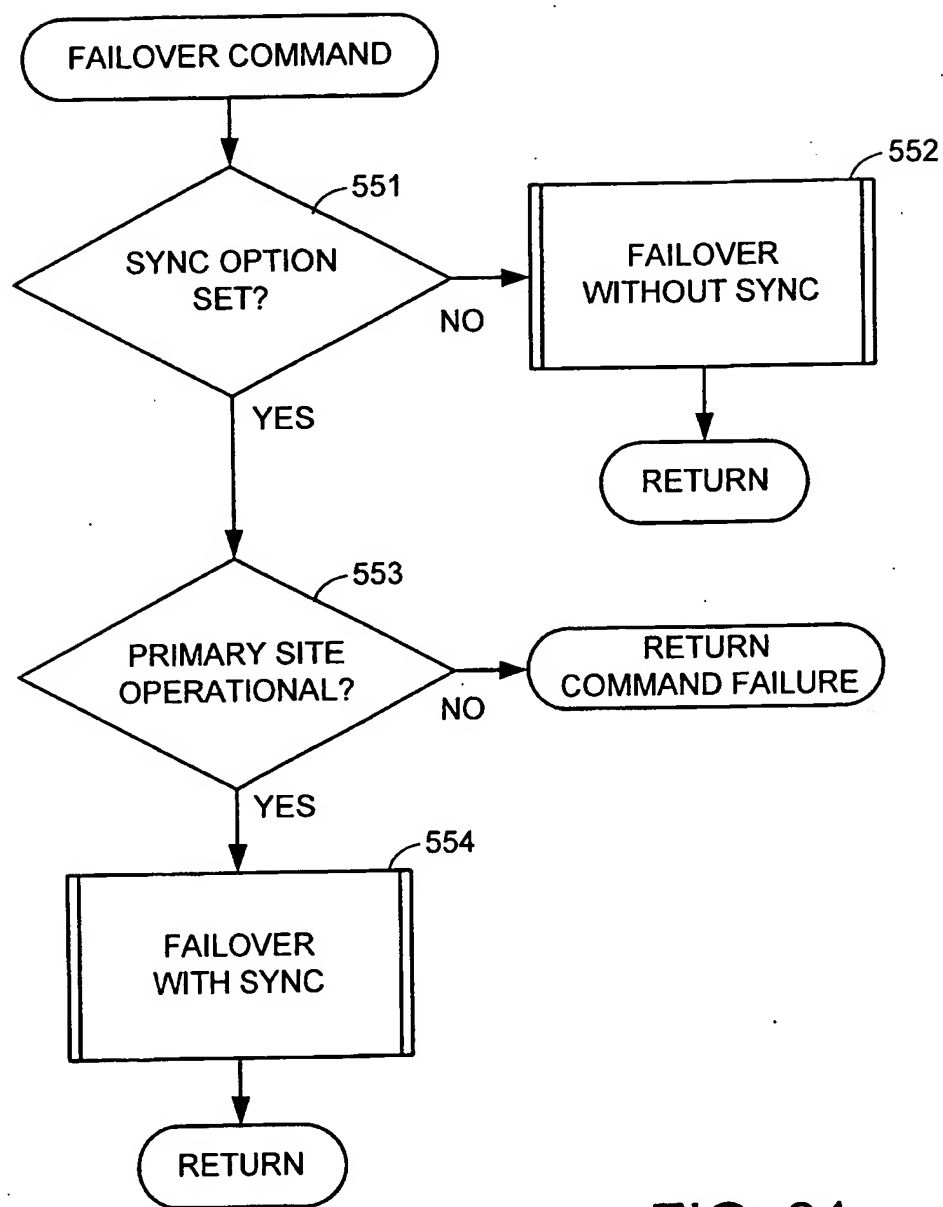 FAILOVER COMMAND
551
SYNC OPTION
SET?
NO
YES
552
FAILOVER
WITHOUT SYNC
RETURN
553
PRIMARY SITE
OPERATIONAL?
NO
RETURN
COMMAND FAILURE
YES
554
FAILOVER
WITH SYNC
RETURN